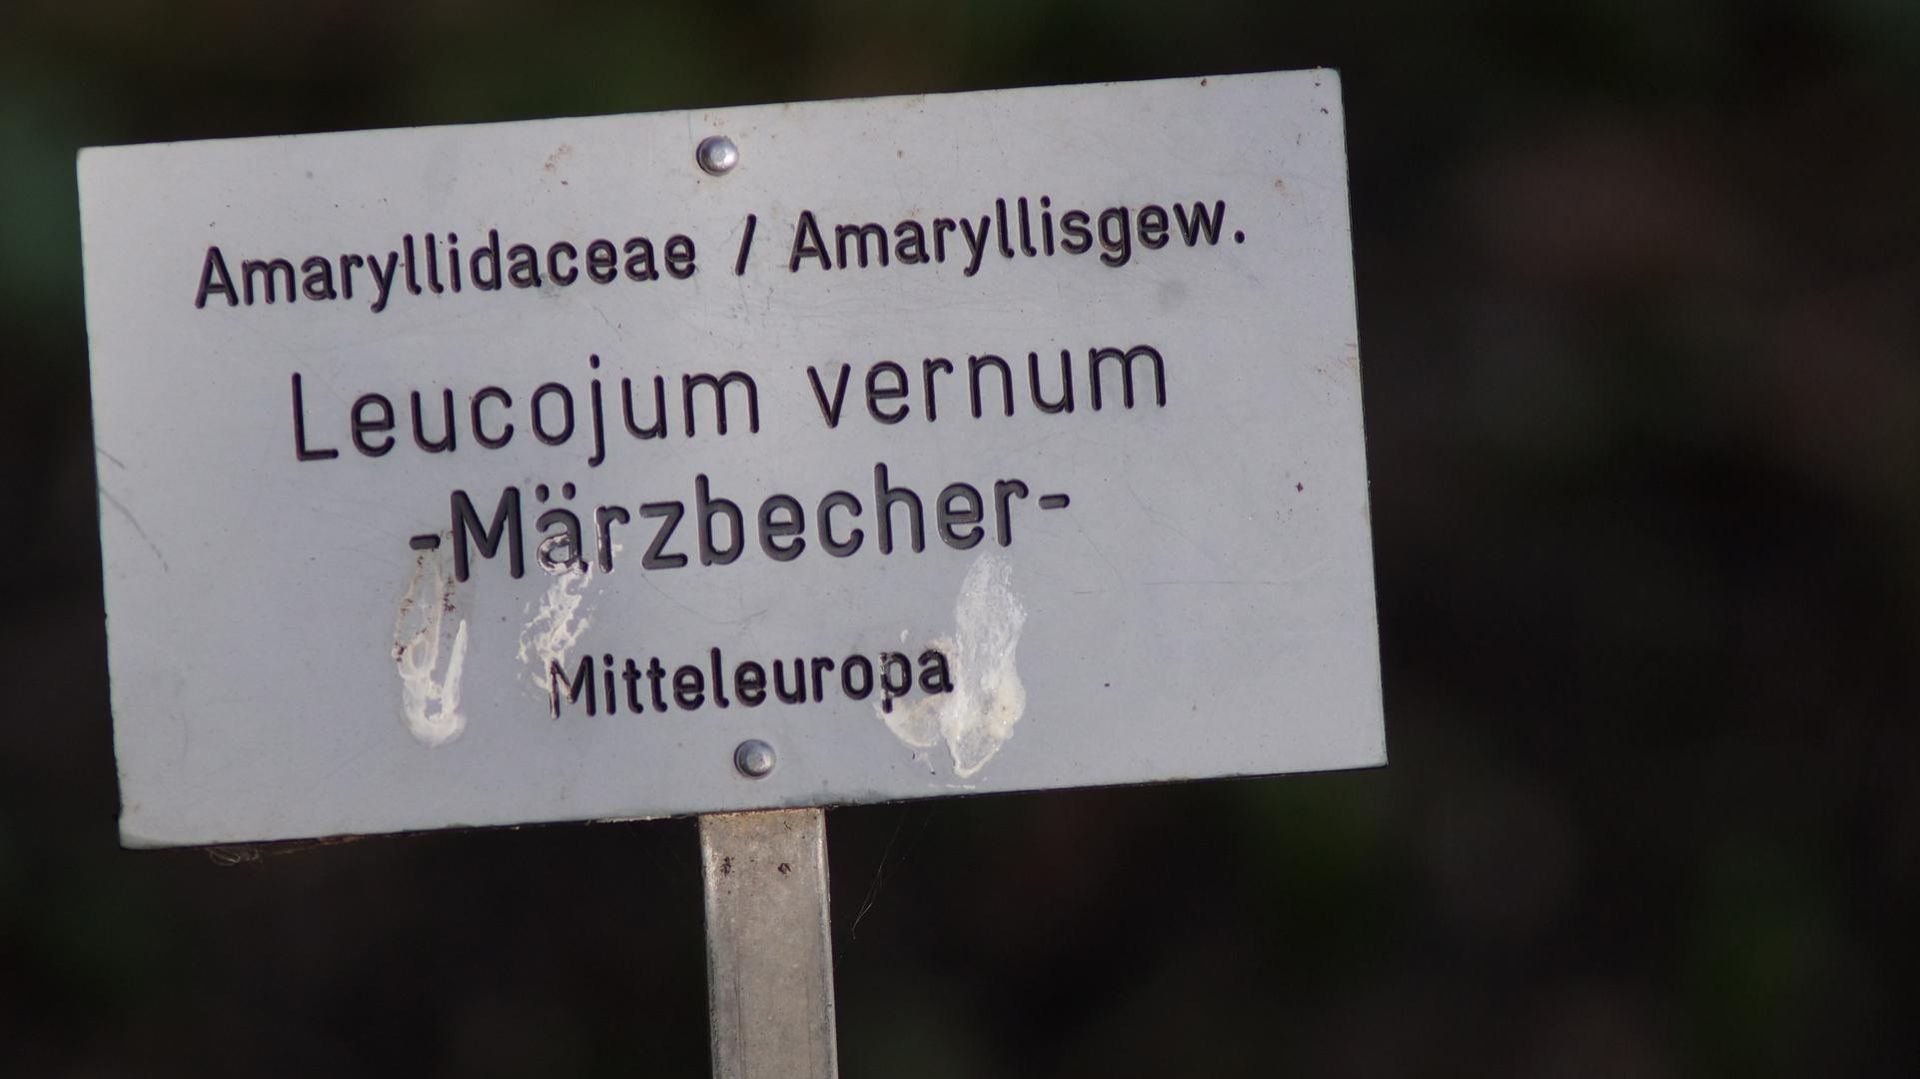 Amaryllidaceae / Amaryllisgew.
Leucojum vernum
-Märzbecher-
Mitteleuropa